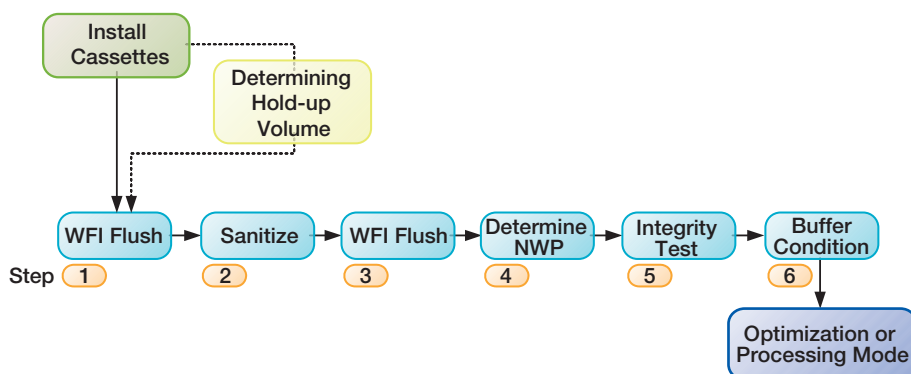 Install
Cassettes
Determining
Hold-up
Volume
WFI Flush
Sanitize
WFI Flush
Determine
NWP
Integrity
Test
Buffer
Condition
Step 1 2 3 4 5 6
Optimization or
Processing Mode